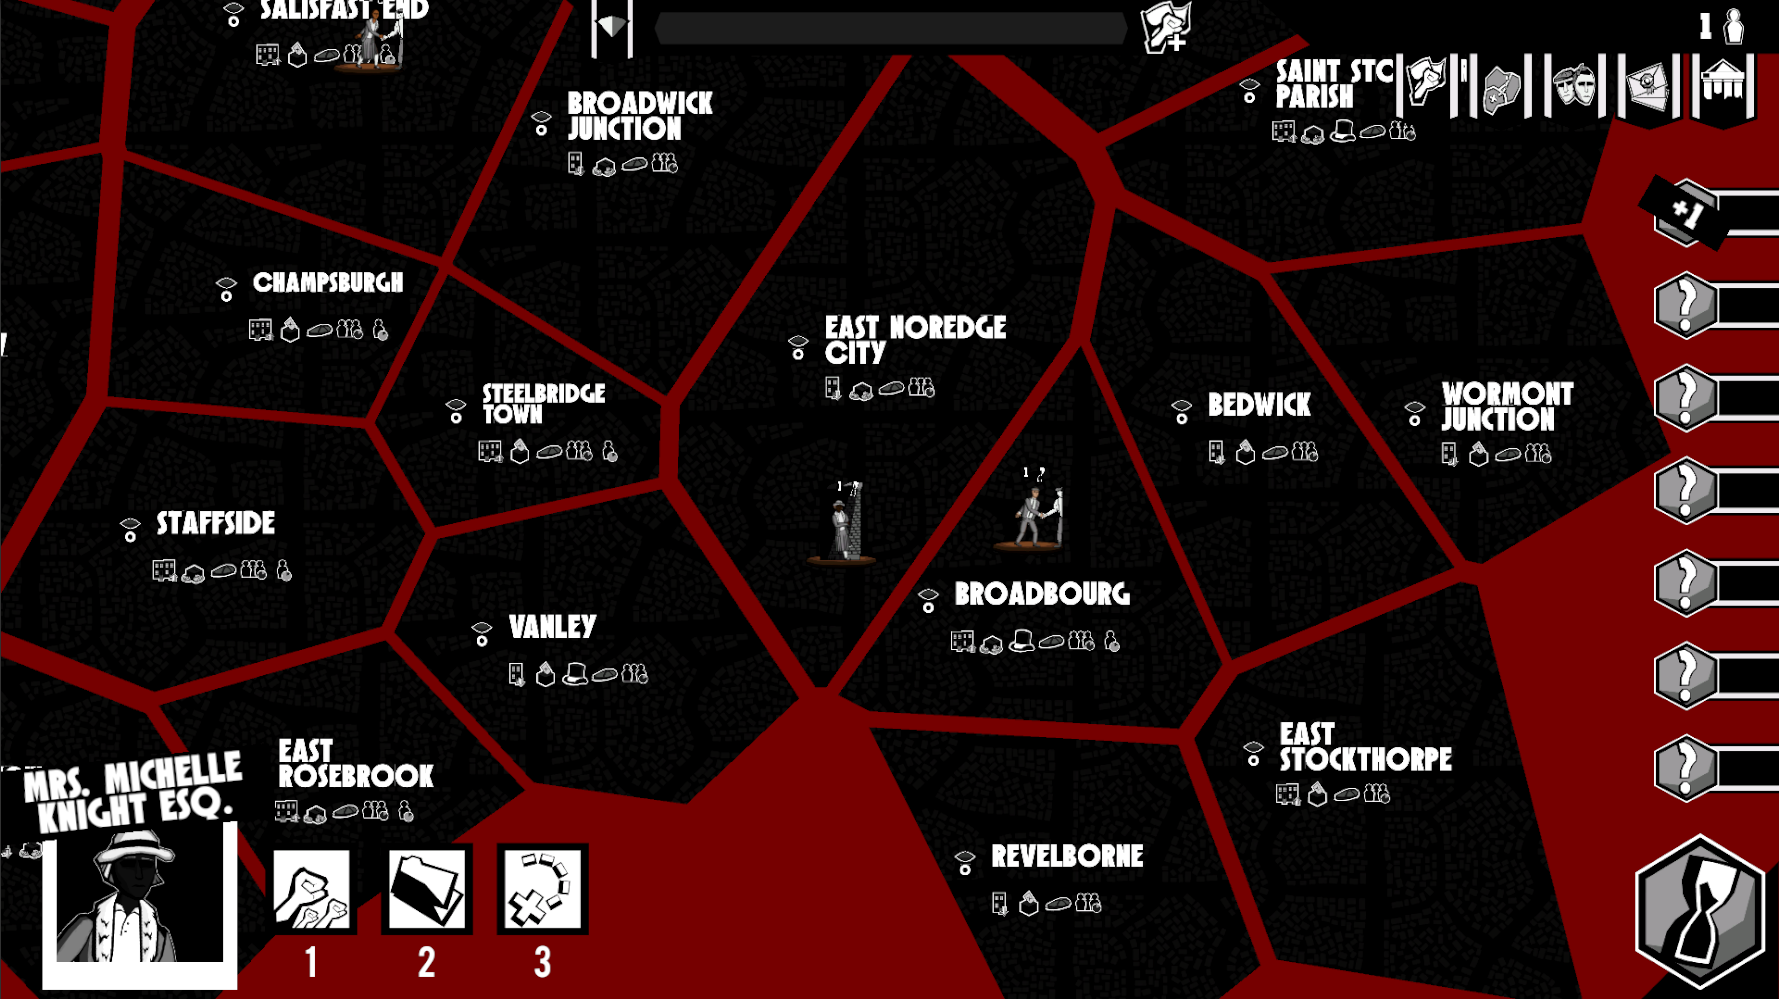 SALISFAST END
1
BROADWICK
JUNCTION
SAINT STO
PARISH
+1
CHAMPSBURGH
EAST NOREDGE
CITY
STEELBRIDGE
TOWN
BEDWICK
WORMONT
JUNCTION
1 ?
1 ?
STAFFSIDE
BROADBOURG
VANLEY
EAST
ROSEBROOK
EAST
STOCKTHORPE
MRS. MICHELLE
KNIGHT ESQ.
REVELBORNE
1
2
3
?
?
?
?
?
?